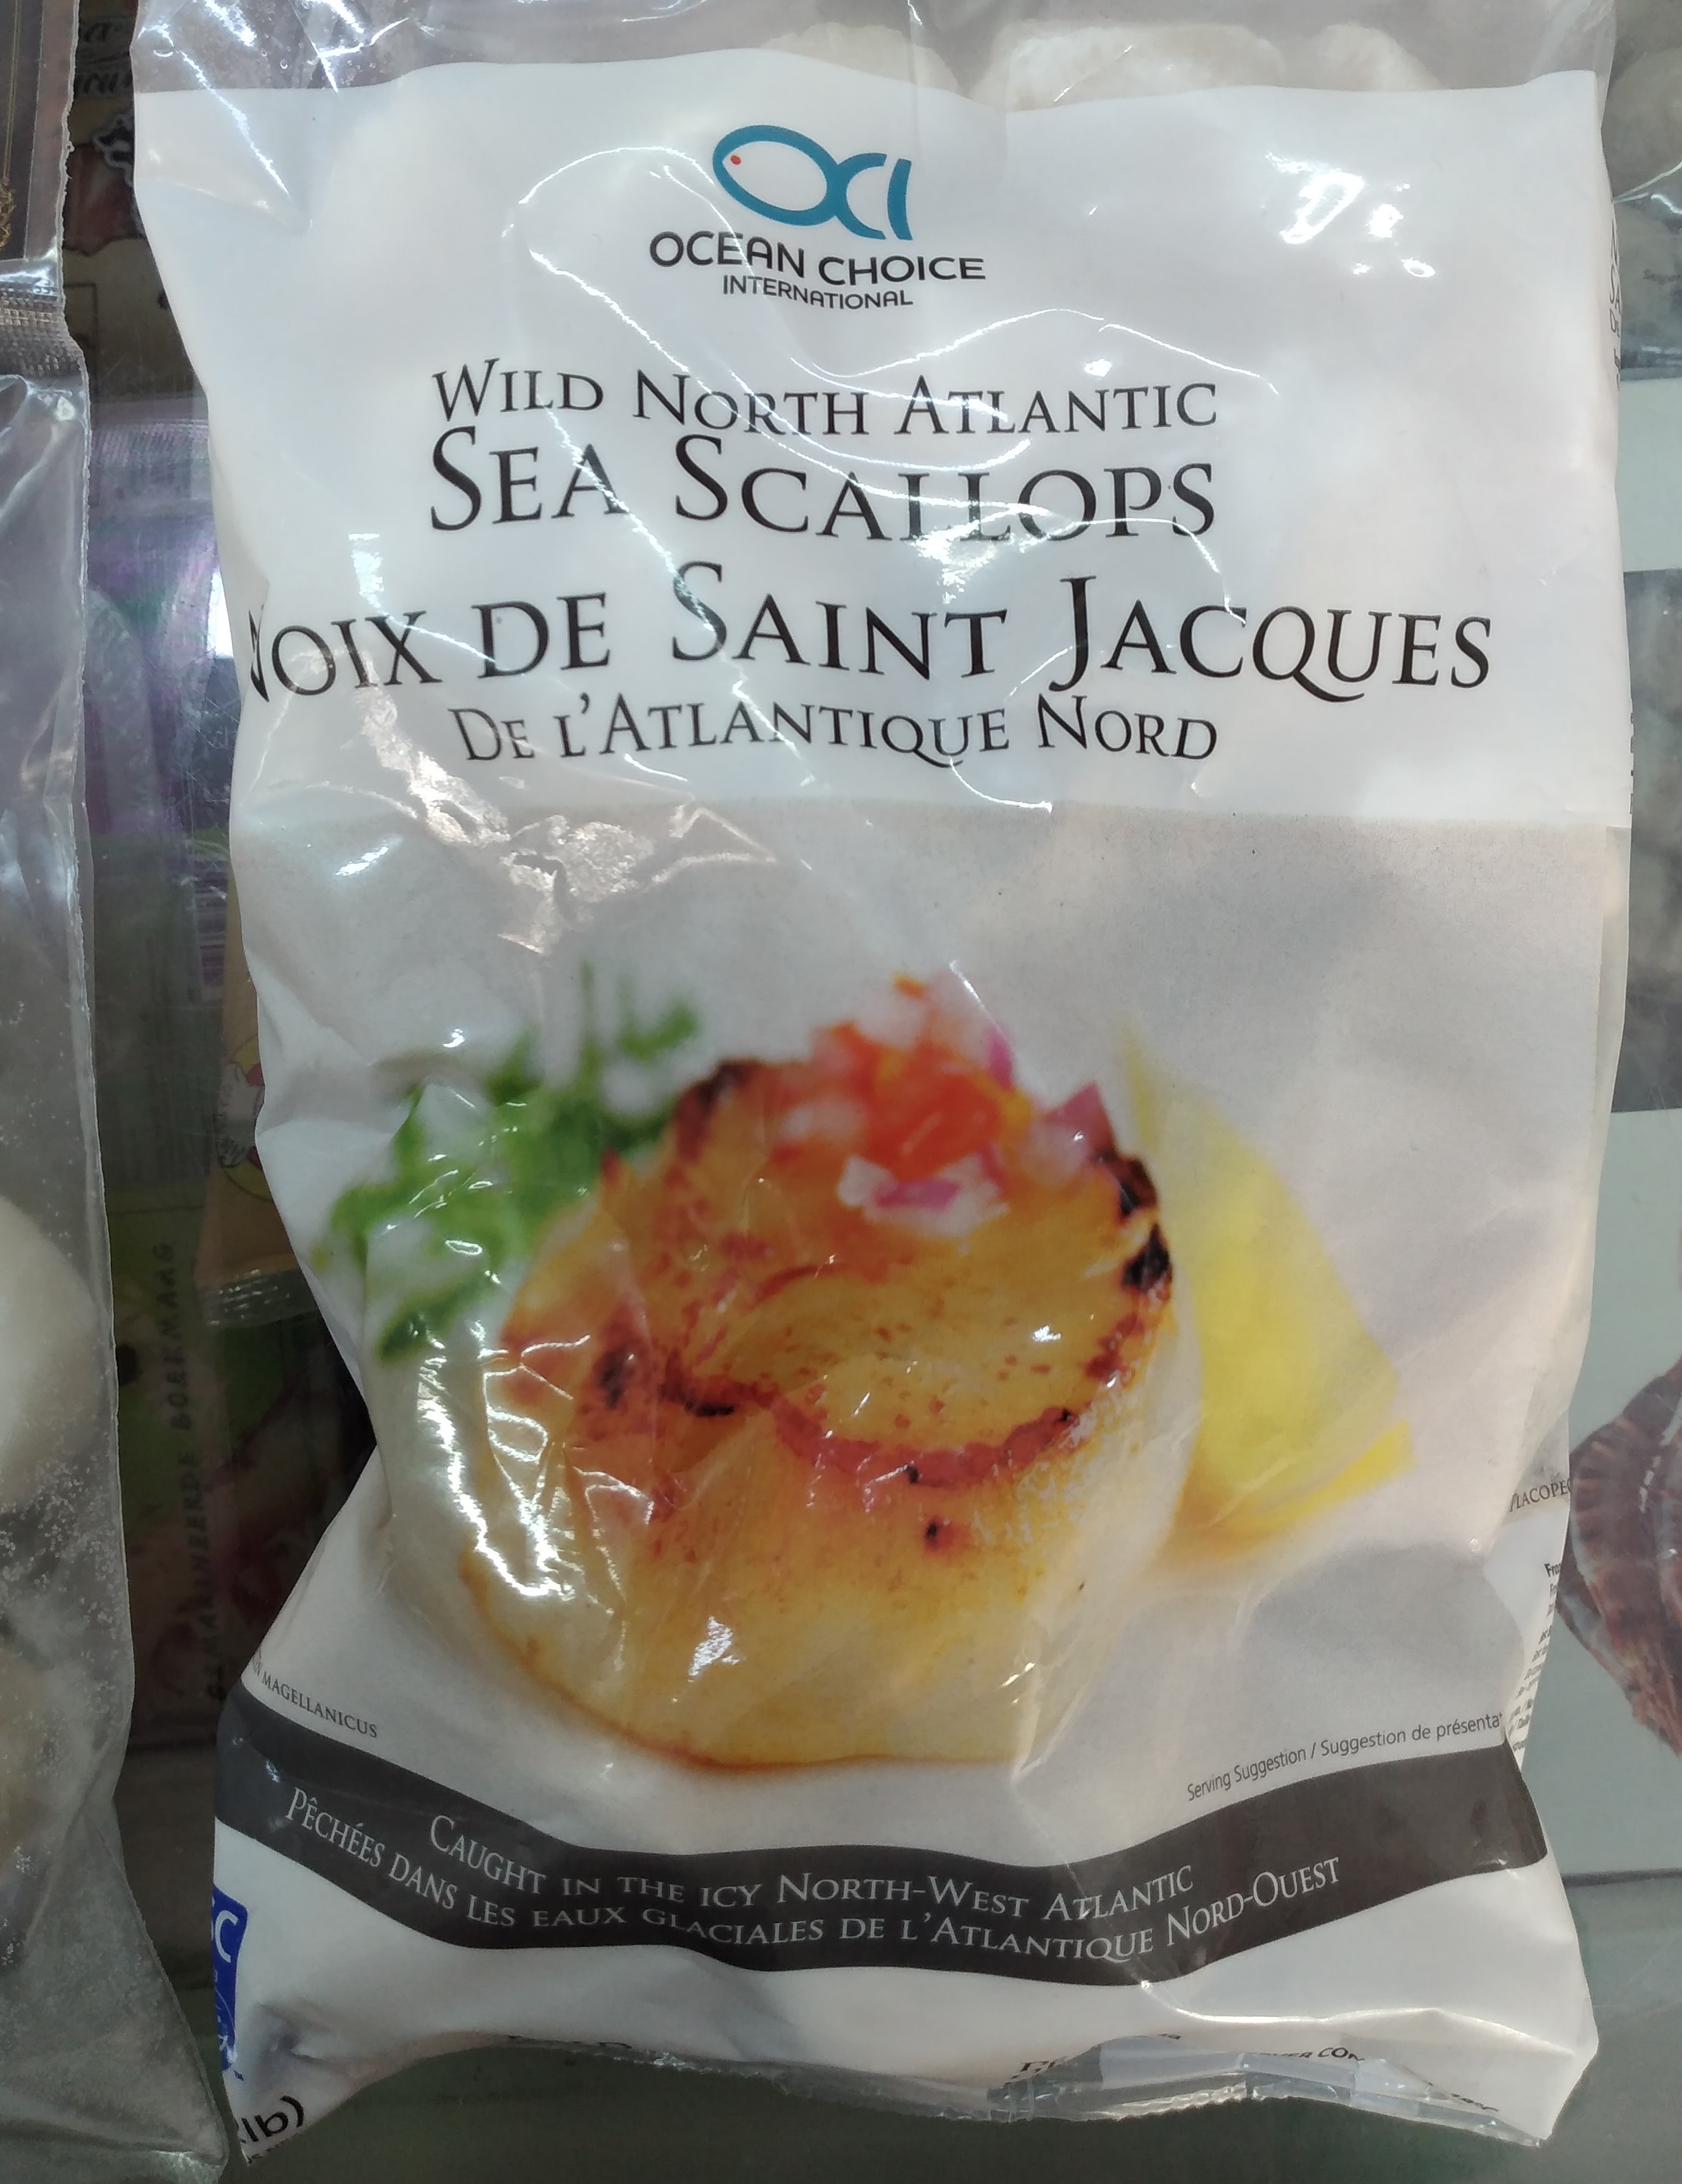 OCI
OCEAN CHOICE
INTERNATIONAL
WILD NORTH ATLANTIC
SEA SCALLOPS
NOIX DE SAINT JACQUES
DE L'ATLANTIQUE NORD
MAGELLANICUS
Serving Suggestion / Suggestion de
CAUGHT IN THE ICY NORTH-WEST ATLANTIC
PÊCHÉES DANS LES EAUX GLACIALES DE L'ATLANTIQUE NORD-OUEST